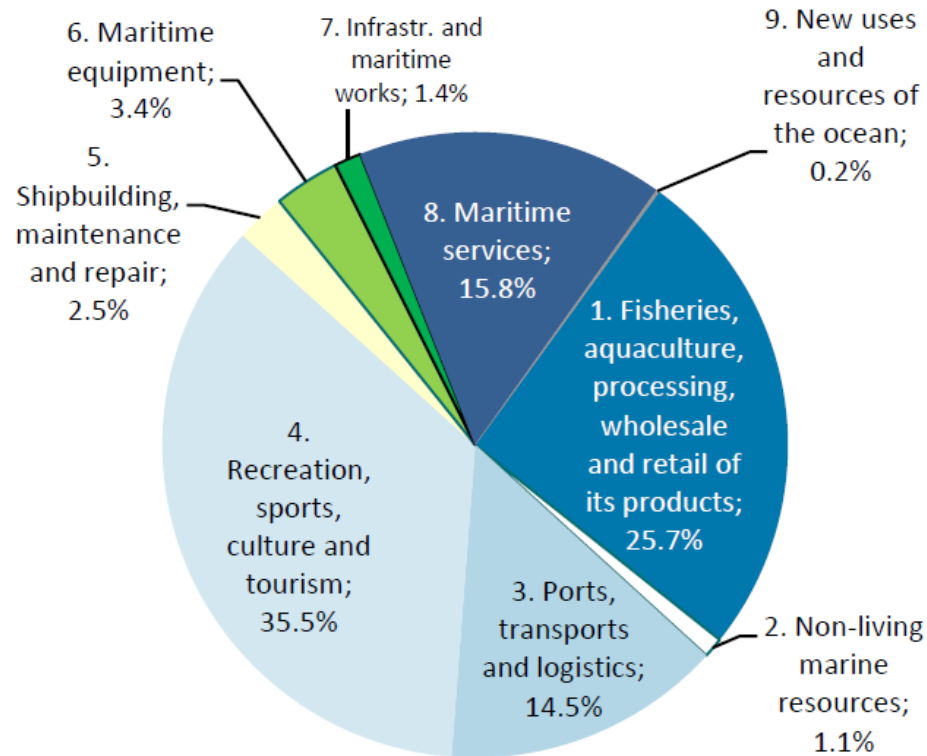 6. Maritime
equipment;
3.4%
7. Infrastr. and
maritime
works; 1.4%
9. New uses
and
resources of
the ocean;
0.2%
5.
Shipbuilding,
maintenance
and repair;
2.5%
8. Maritime
services;
15.8%
1. Fisheries,
aquaculture,
processing,
wholesale
and retail of
its products;
25.7%
4.
Recreation,
sports,
culture and
tourism;
35.5%
3. Ports,
transports
and logistics;
14.5%
2. Non-living
marine
resources;
1.1%